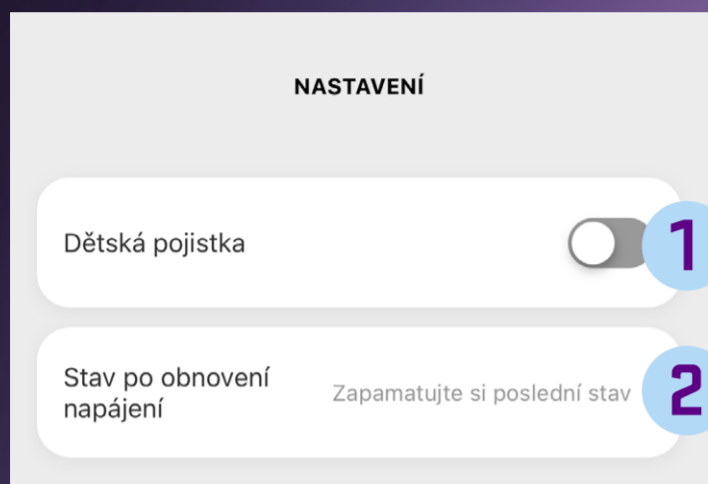 NASTAVENÍ
Dětská pojistka
1
Stav po obnovení
napájení
Zapamatujte si poslední stav
2